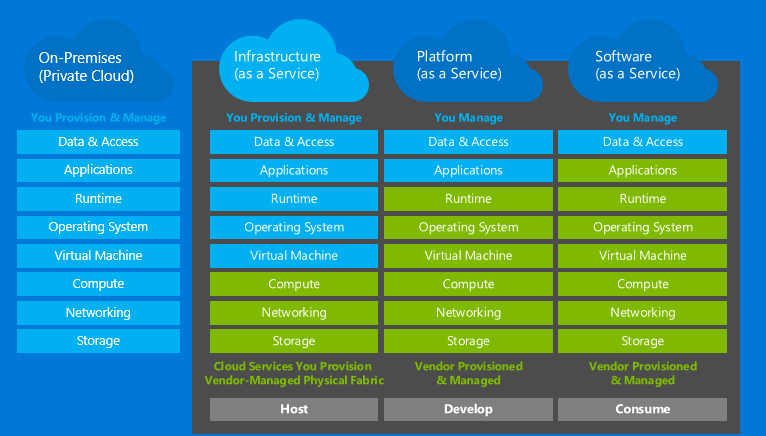 On-Premises
(Private Cloud)
You Provision & Manage
Data & Access
Applications
Runtime
Operating System
Virtual Machine
Compute
Networking
Storage
Infrastructure
(as a Service)
You Provision & Manage
Data & Access
Applications
Runtime
Operating System
Virtual Machine
Compute
Networking
Storage
Cloud Services You Provision
Vendor-Managed Physical Fabric
Host
Platform
(as a Service)
You Manage
Data & Access
Applications
Runtime
Operating System
Virtual Machine
Compute
Networking
Storage
Vendor Provisioned
& Managed
Develop
Software
(as a Service)
You Manage
Data & Access
Applications
Runtime
Operating System
Virtual Machine
Compute
Networking
Storage
Vendor Provisioned
& Managed
Consume